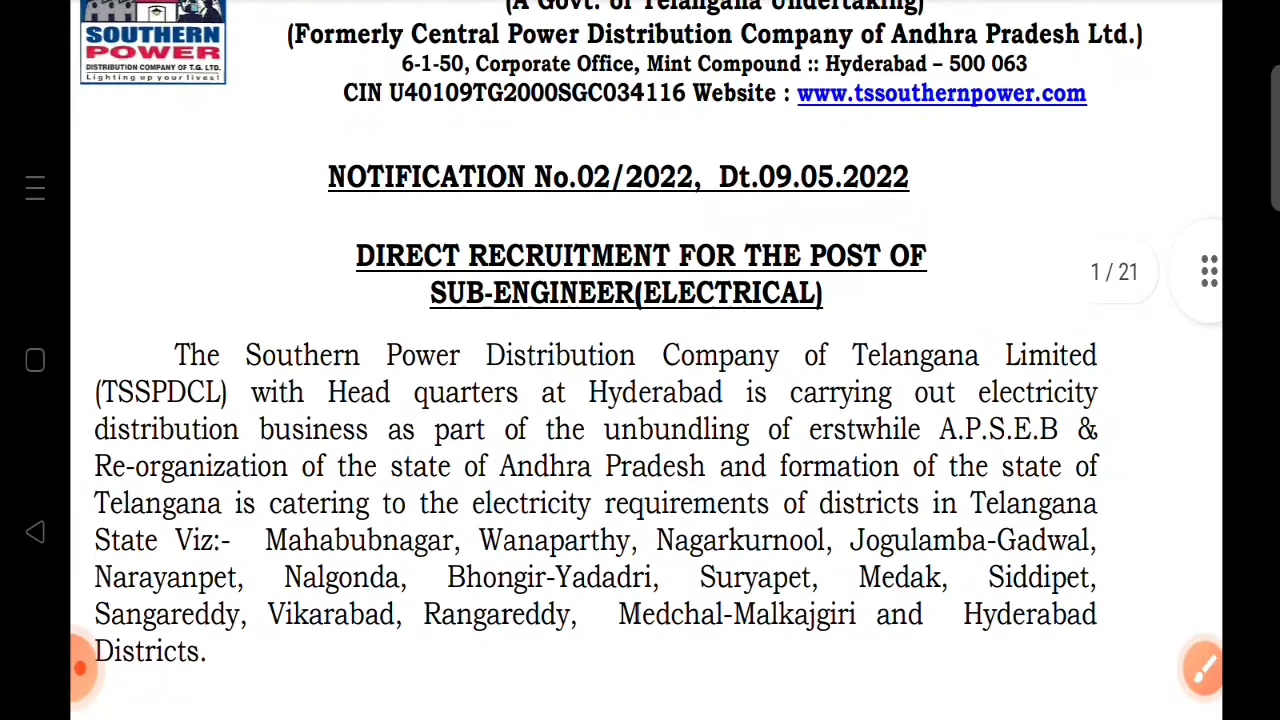 (A Govt. of Telangana Undertaking)
(Formerly Central Power Distribution Company of Andhra Pradesh Ltd.)
6-1-50, Corporate Office, Mint Compound :: Hyderabad – 500 063
CIN U40109TG2000SGC034116 Website : www.tssouthernpower.com
SOUTHERN
POWER
DISTRIBUTION COMPANY OF T.G. LTD.
Lighting up your lives!
NOTIFICATION No.02/2022, Dt.09.05.2022
DIRECT RECRUITMENT FOR THE POST OF
SUB-ENGINEER(ELECTRICAL)
1 / 21
The Southern Power Distribution Company of Telangana Limited
(TSSPDCL) with Head quarters at Hyderabad is carrying out electricity
distribution business as part of the unbundling of erstwhile A.P.S.E.B &
Re-organization of the state of Andhra Pradesh and formation of the state of
Telangana is catering to the electricity requirements of districts in Telangana
State Viz:- Mahabubnagar, Wanaparthy, Nagarkurnool, Jogulamba-Gadwal,
Narayanpet, Nalgonda, Bhongir-Yadadri, Suryapet, Medak, Siddipet,
Sangareddy, Vikarabad, Rangareddy, Medchal-Malkajgiri and Hyderabad
Districts.